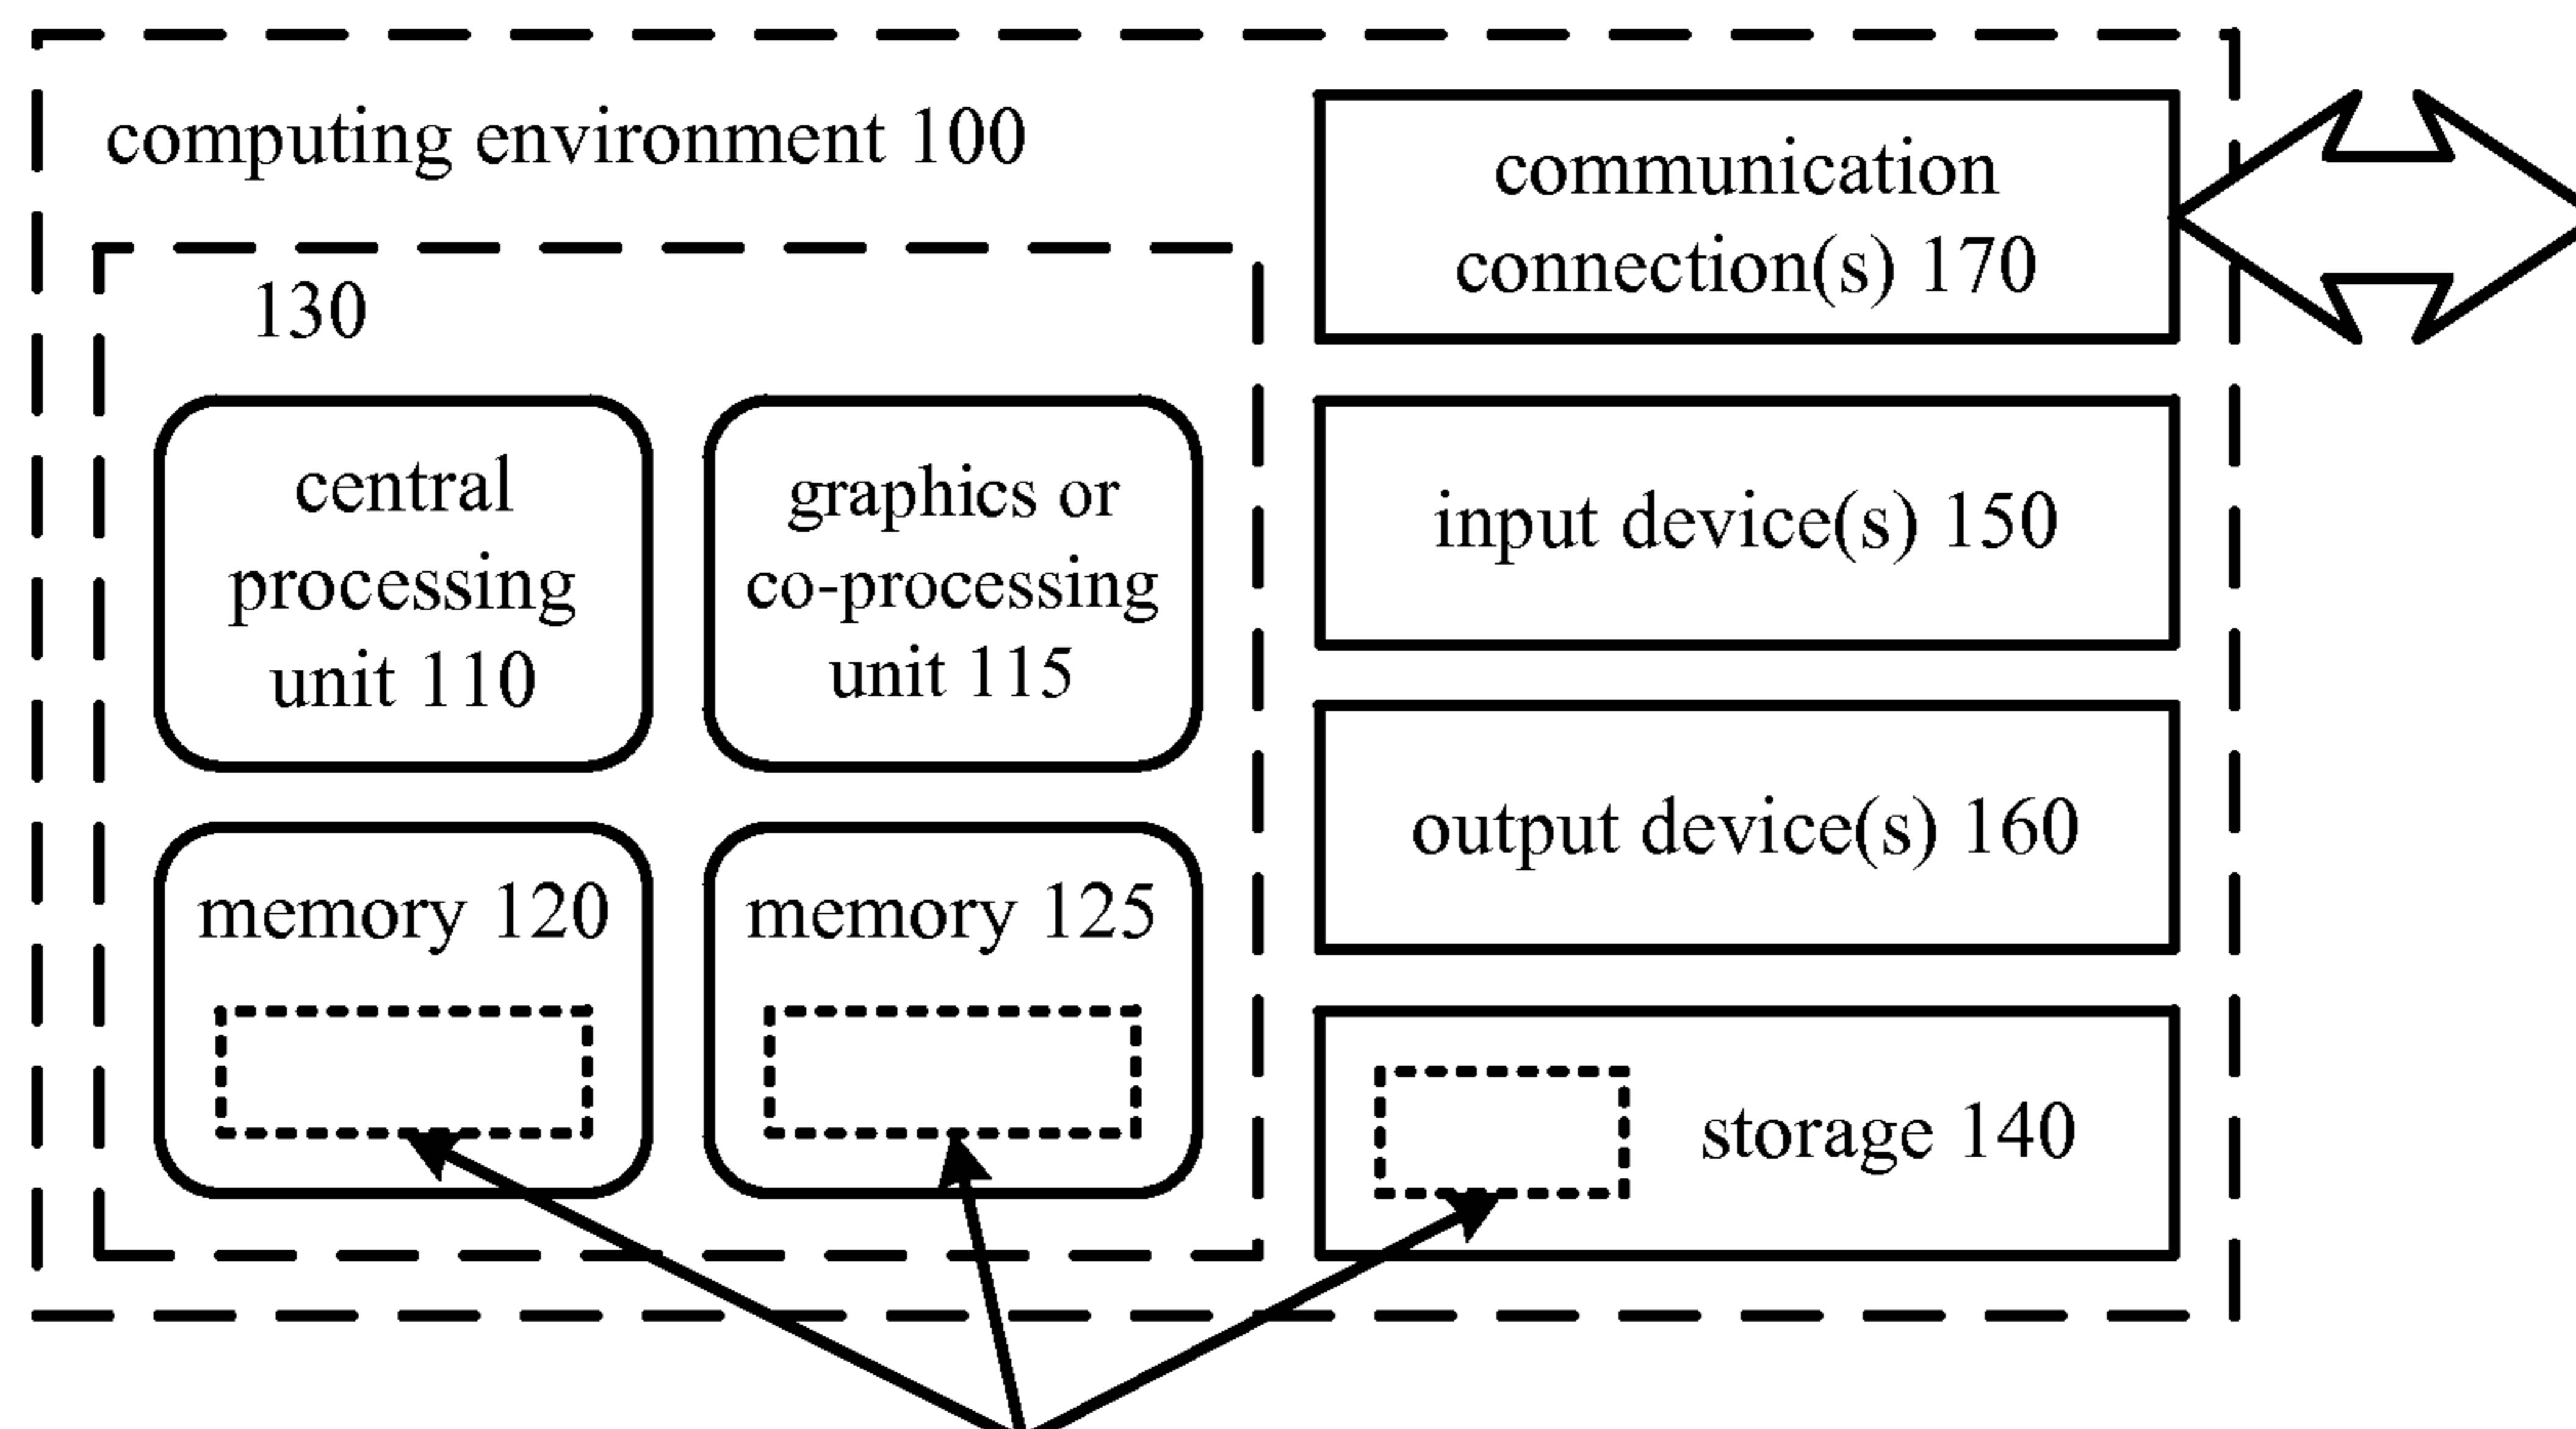 computing environment 100
130
central
processing
unit 110
graphics or
co-processing
unit 115
memory 120
memory 125
communication
connection(s) 170
input device(s) 150
output device(s) 160
storage 140